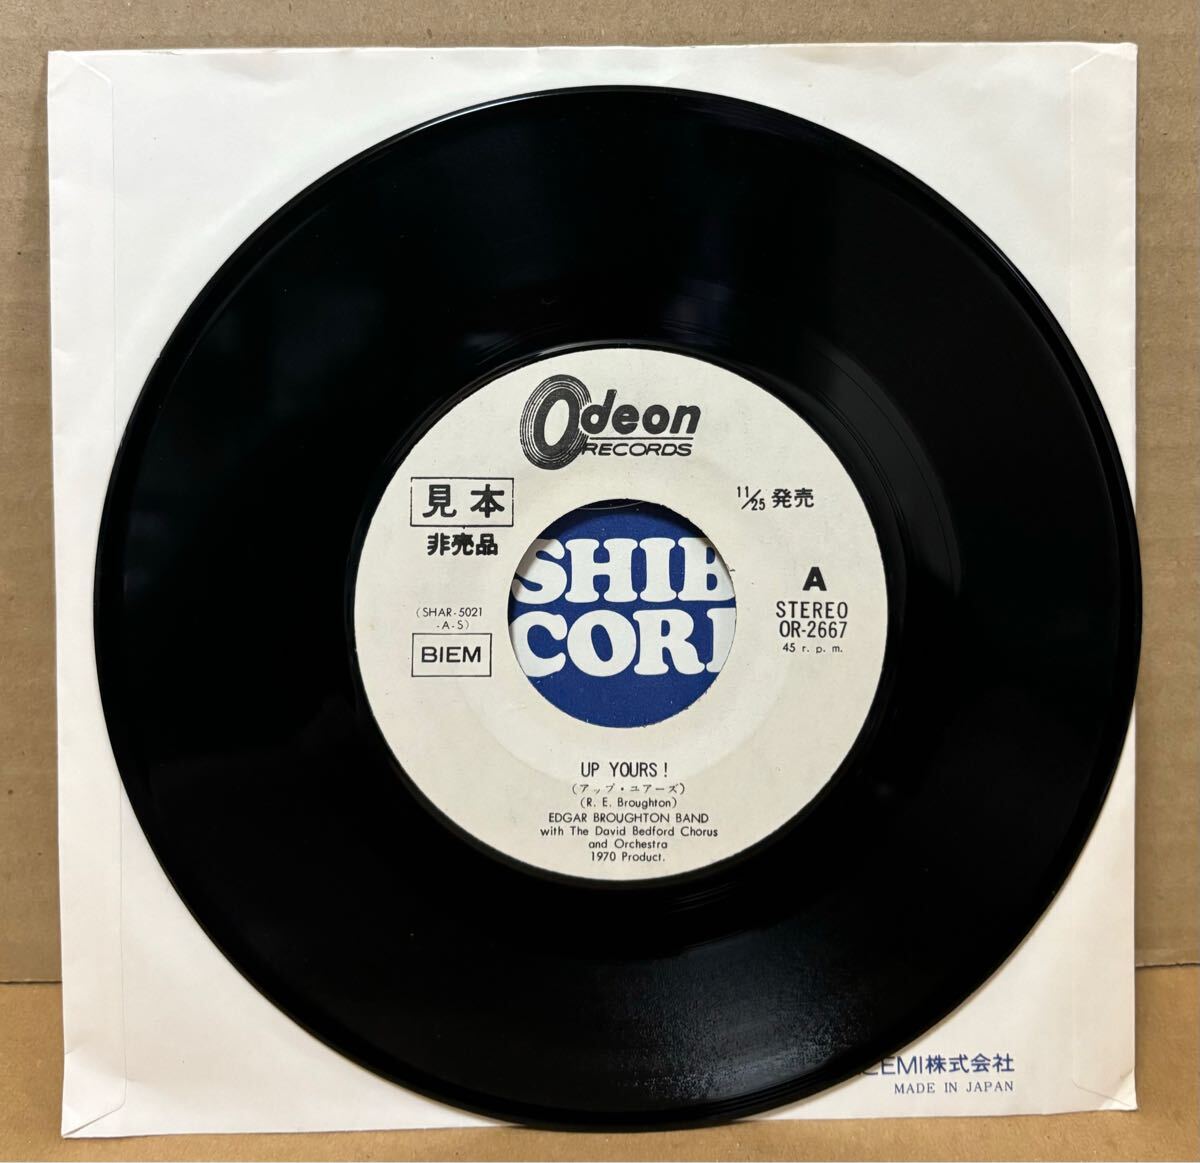 Odeon
RECORDS
見本
非売品
11/25 発売
(SHAR-5021
-A-S)
BIEM
A
STEREO
OR-2667
45 r. p. m.
SHIB
COR
UP YOURS!
(アップ・ユアーズ)
(R. E. Broughton)
EDGAR BROUGHTON BAND
with The David Bedford Chorus
and Orchestra
1970 Product.
EMI株式会社
MADE IN JAPAN